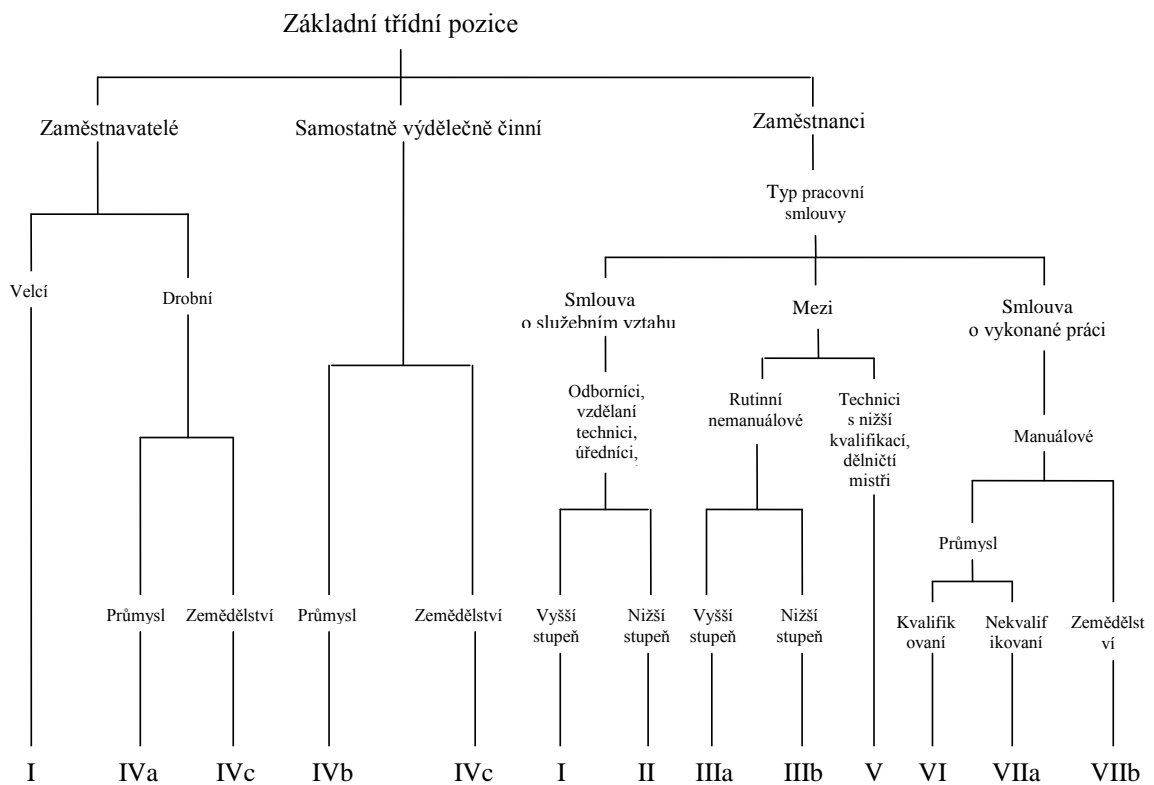 Základní třídní pozice
Zaměstnavatelé
Samostatně výdělečně činní
Zaměstnanci
Typ pracovní
smlouvy
Velcí
Drobní
Smlouva
o služebním vztahu
Mezi
Smlouva
o vykonané práci
Odborníci,
vzdělaní
technici,
úředníci,
Rutinní
nemanuálové
Technici
s nižší
kvalifikací,
dělničtí
mistři
Manuálové
Průmysl
Průmysl
Zemědělství
Průmysl
Zemědělství
Vyšší
stupeň
Nižší
stupeň
Vyšší
stupeň
Nižší
stupeň
Kvalifik
ovaní
Nekvalif
ikovaní
Zemědělst
ví
I
IVa
IVc
IVb
IVc
I
II
IIIa
IIIb
V
VI
VIIa
VIIb